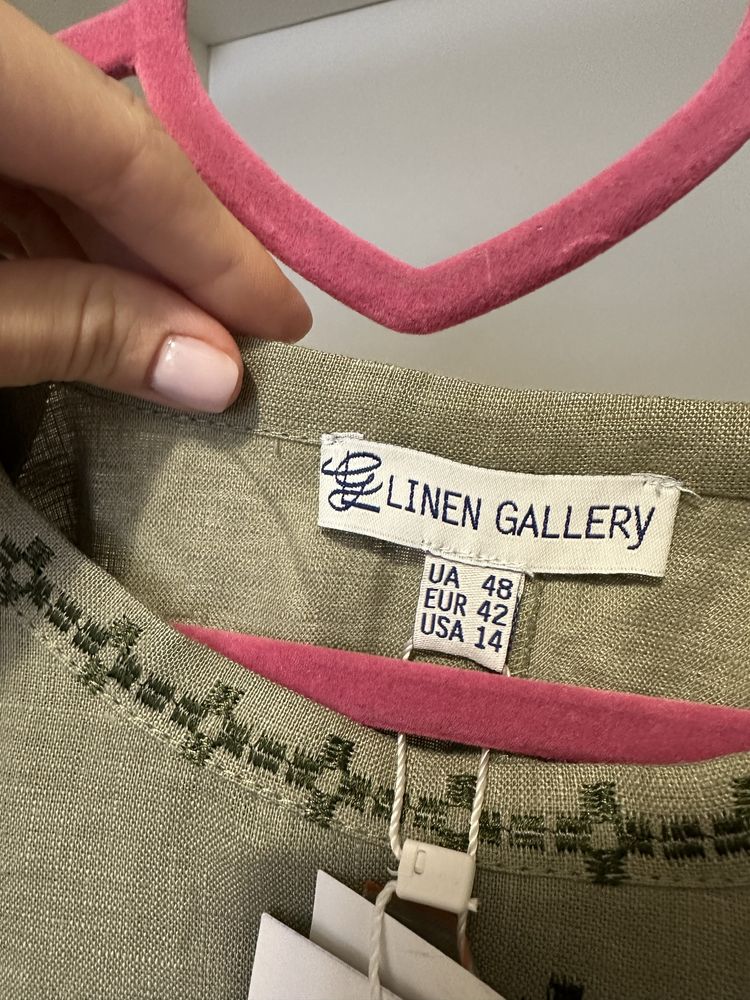 LINEN GALLERY
UA 48
EUR 42
USA 14